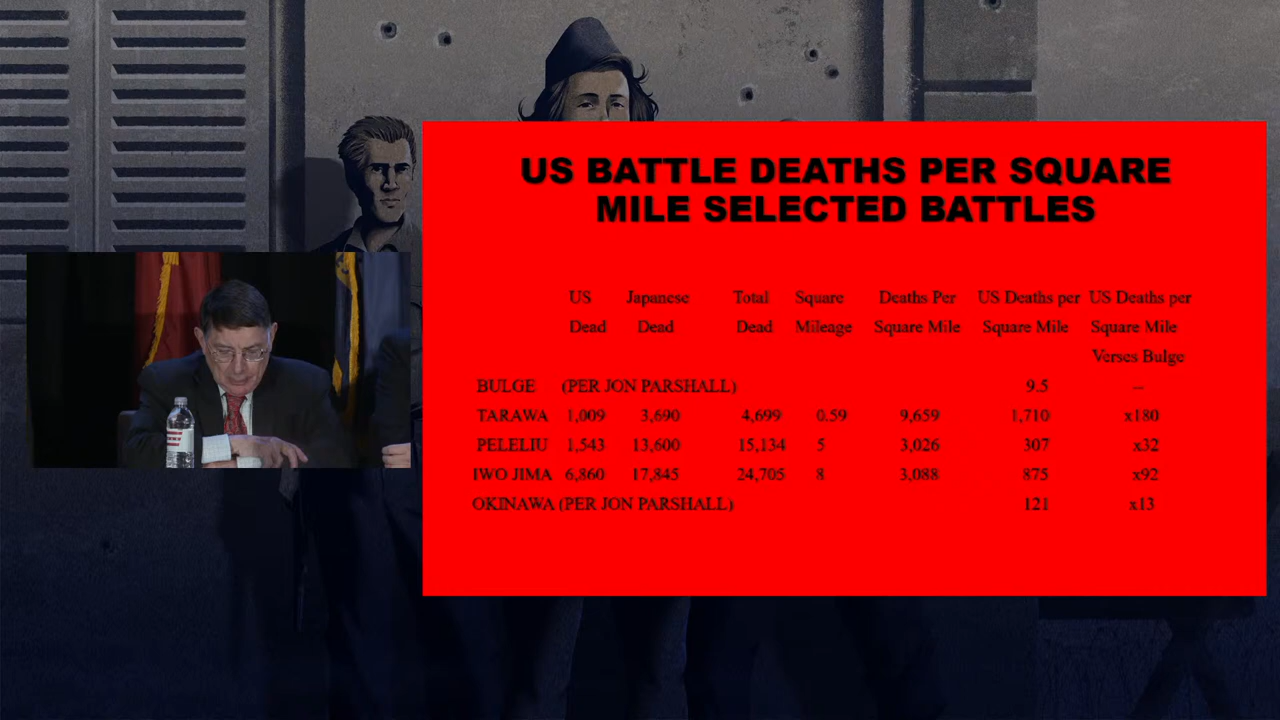 US BATTLE DEATHS PER SQUARE
MILE SELECTED BATTLES
US Japanese Total Square Deaths Per US Deaths per US Deaths per
Dead Dead Dead Mileage Square Mile Square Mile Square Mile
Verses Bulge
BULGE (PER JON PARSHALL) 9.5 --
TARAWA 1,009 3,690 4,699 0.59 9,659 1,710 x180
PELELIU 1,543 13,600 15,134 5 3,026 307 x32
IWO JIMA 6,860 17,845 24,705 8 3,088 875 x92
OKINAWA (PER JON PARSHALL) 121 x13